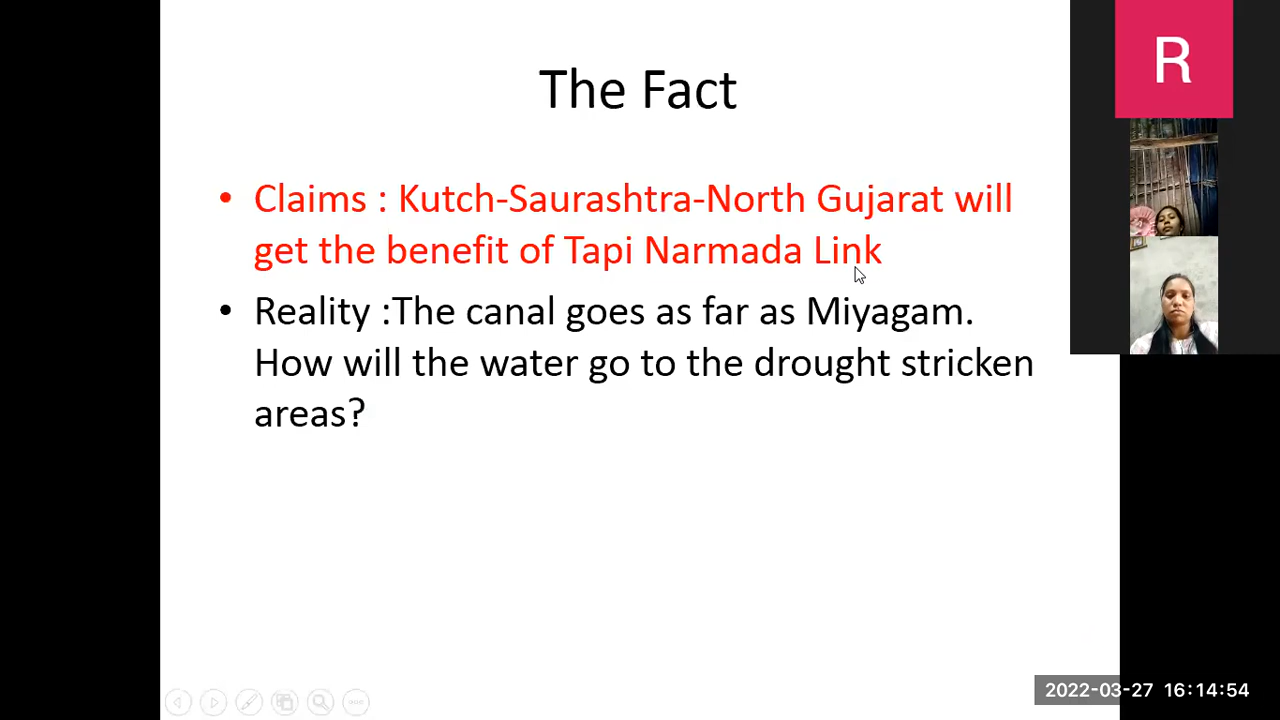 The Fact
• Claims : Kutch-Saurashtra-North Gujarat will
get the benefit of Tapi Narmada Link
• Reality :The canal goes as far as Miyagam.
How will the water go to the drought stricken
areas?
R
2022-03-27 16:14:54